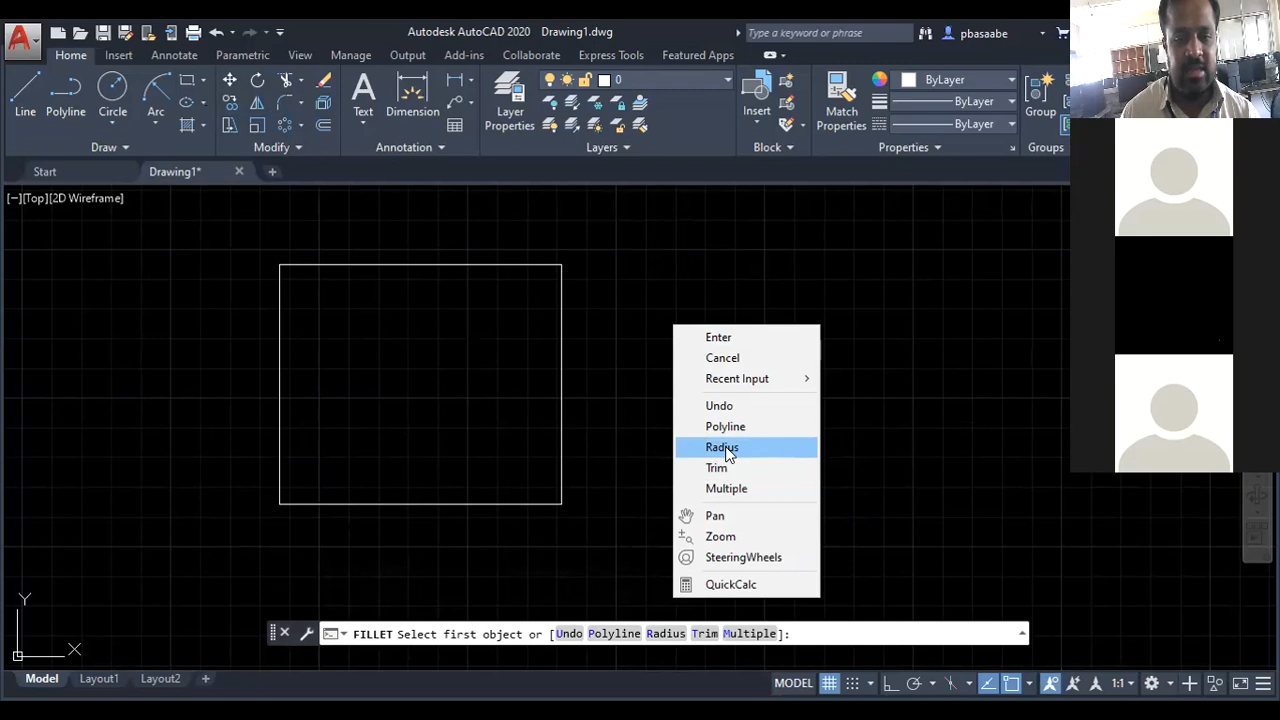 Autodesk AutoCAD 2020 Drawing1.dwg
Type a keyword or phrase
pbasaabe
Home Insert Annotate Parametric View Manage Output Add-ins Collaborate Express Tools Featured Apps
0
ByLayer
ByLayer
ByLayer
Line Polyline Circle Arc
Text Dimension
Layer Properties
Insert
Match Properties
Group
Draw Modify Annotation Layers Block Properties Groups
Start Drawing1*
[−][Top][2D Wireframe]
Enter
Cancel
Recent Input
Undo
Polyline
Radius
Trim
Multiple
Pan
Zoom
SteeringWheels
QuickCalc
Y
X
FILLET Select first object or [Undo Polyline Radius Trim Multiple]:
Model Layout1 Layout2 +
MODEL 1:1